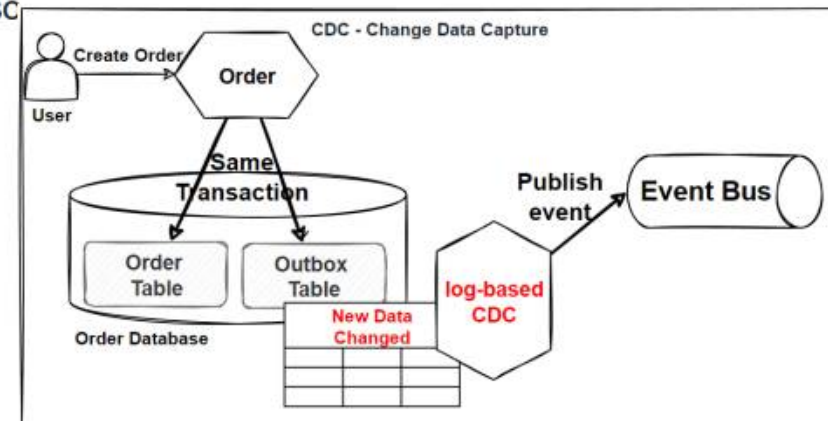 CDC - Change Data Capture
Create Order
Order
User
Same
Transaction
Publish
event
Event Bus
Order
Table
Outbox
Table
log-based
CDC
New Data
Changed
Order Database